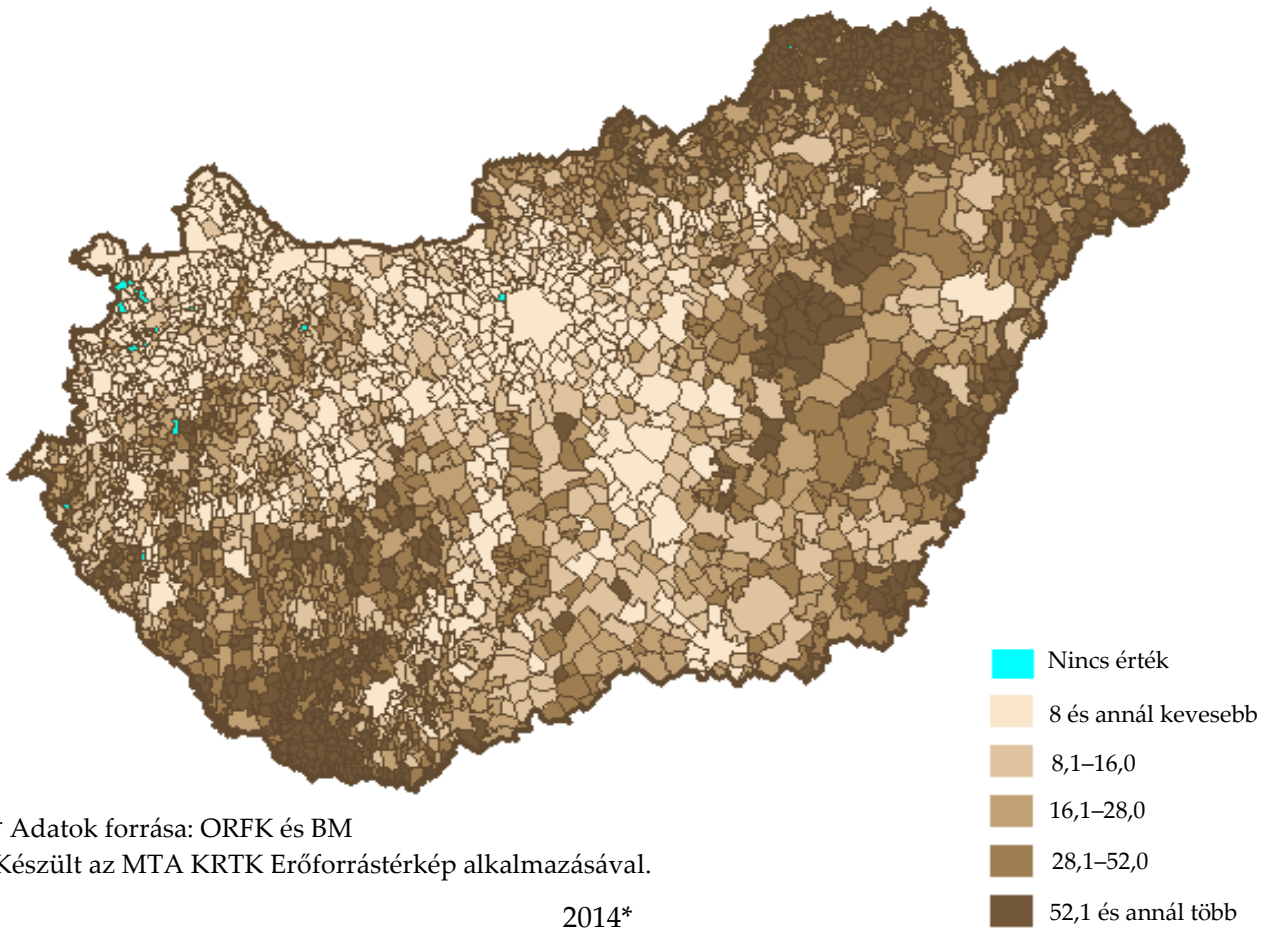 Nincs érték
8 és annál kevesebb
8,1–16,0
16,1–28,0
28,1–52,0
52,1 és annál több
* Adatok forrása: ORFK és BM
Készült az MTA KRTK Erőforrástérkép alkalmazásával.
2014*